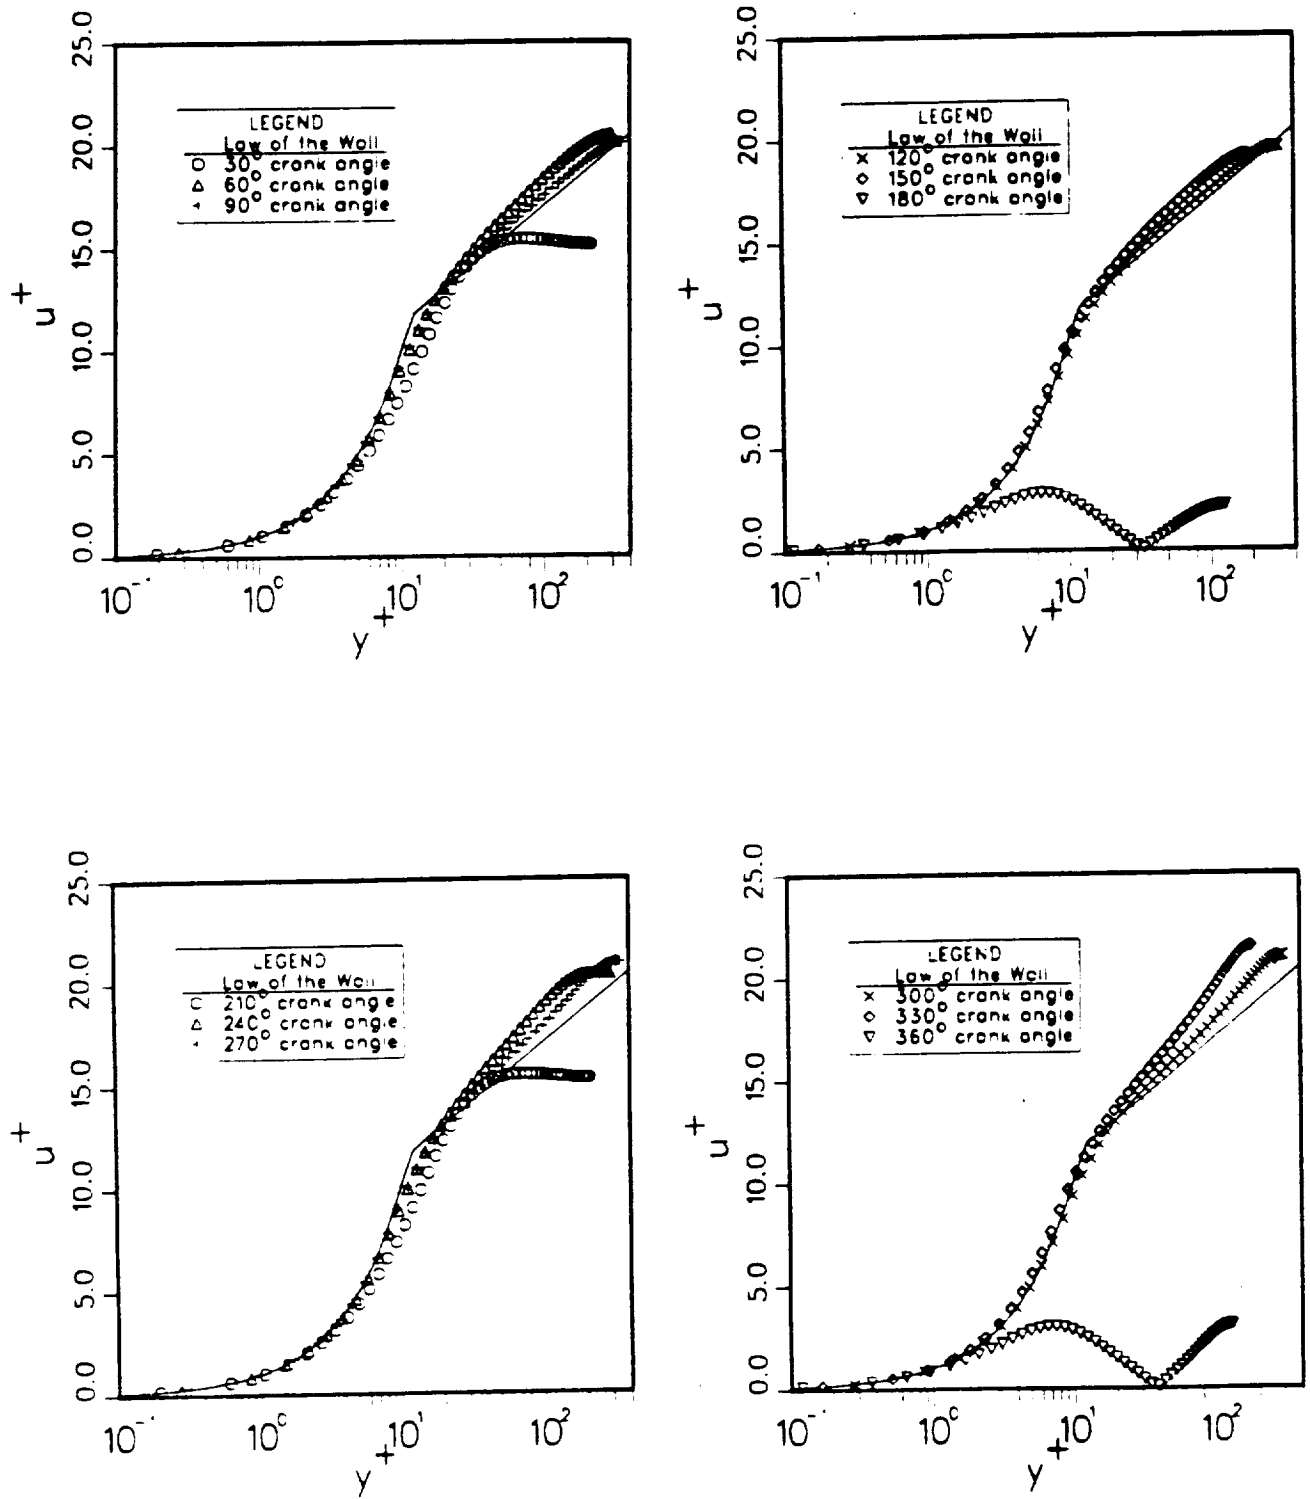 25.0
20.0
15.0
10.0
5.0
0.0
u+
LEGEND
Law of the Wall
30° crank angle
60° crank angle
90° crank angle
10⁻¹ 10⁰ 10¹ 10²
y+
25.0
20.0
15.0
10.0
5.0
0.0
u+
LEGEND
Law of the Wall
120° crank angle
150° crank angle
180° crank angle
10⁻¹ 10⁰ 10¹ 10²
y+
25.0
20.0
15.0
10.0
5.0
0.0
u+
LEGEND
Law of the Wall
210° crank angle
240° crank angle
270° crank angle
10⁻¹ 10⁰ 10¹ 10²
y+
25.0
20.0
15.0
10.0
5.0
0.0
u+
LEGEND
Law of the Wall
300° crank angle
330° crank angle
360° crank angle
10⁻¹ 10⁰ 10¹ 10²
y+